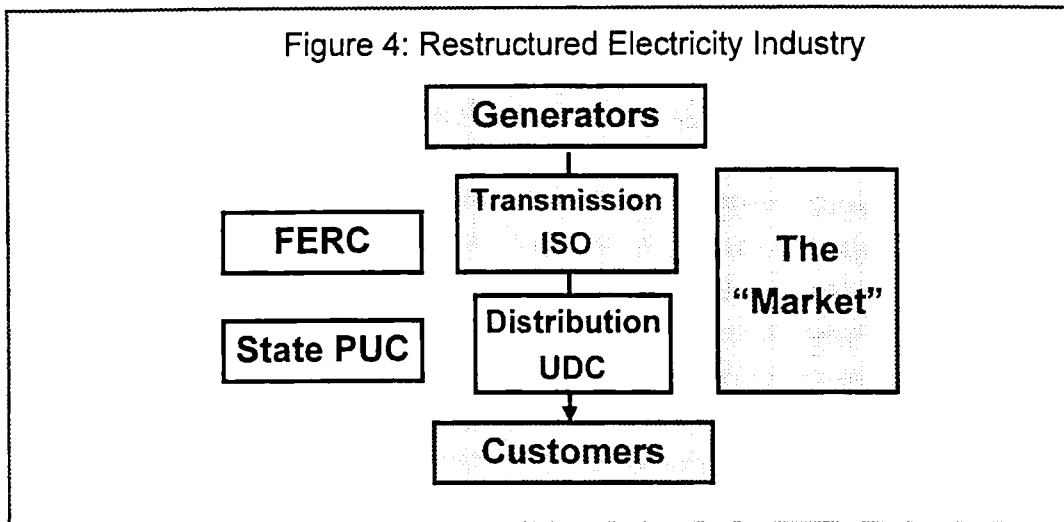 Figure 4: Restructured Electricity Industry
Generators
Transmission
ISO
FERC
The
“Market”
Distribution
UDC
State PUC
Customers